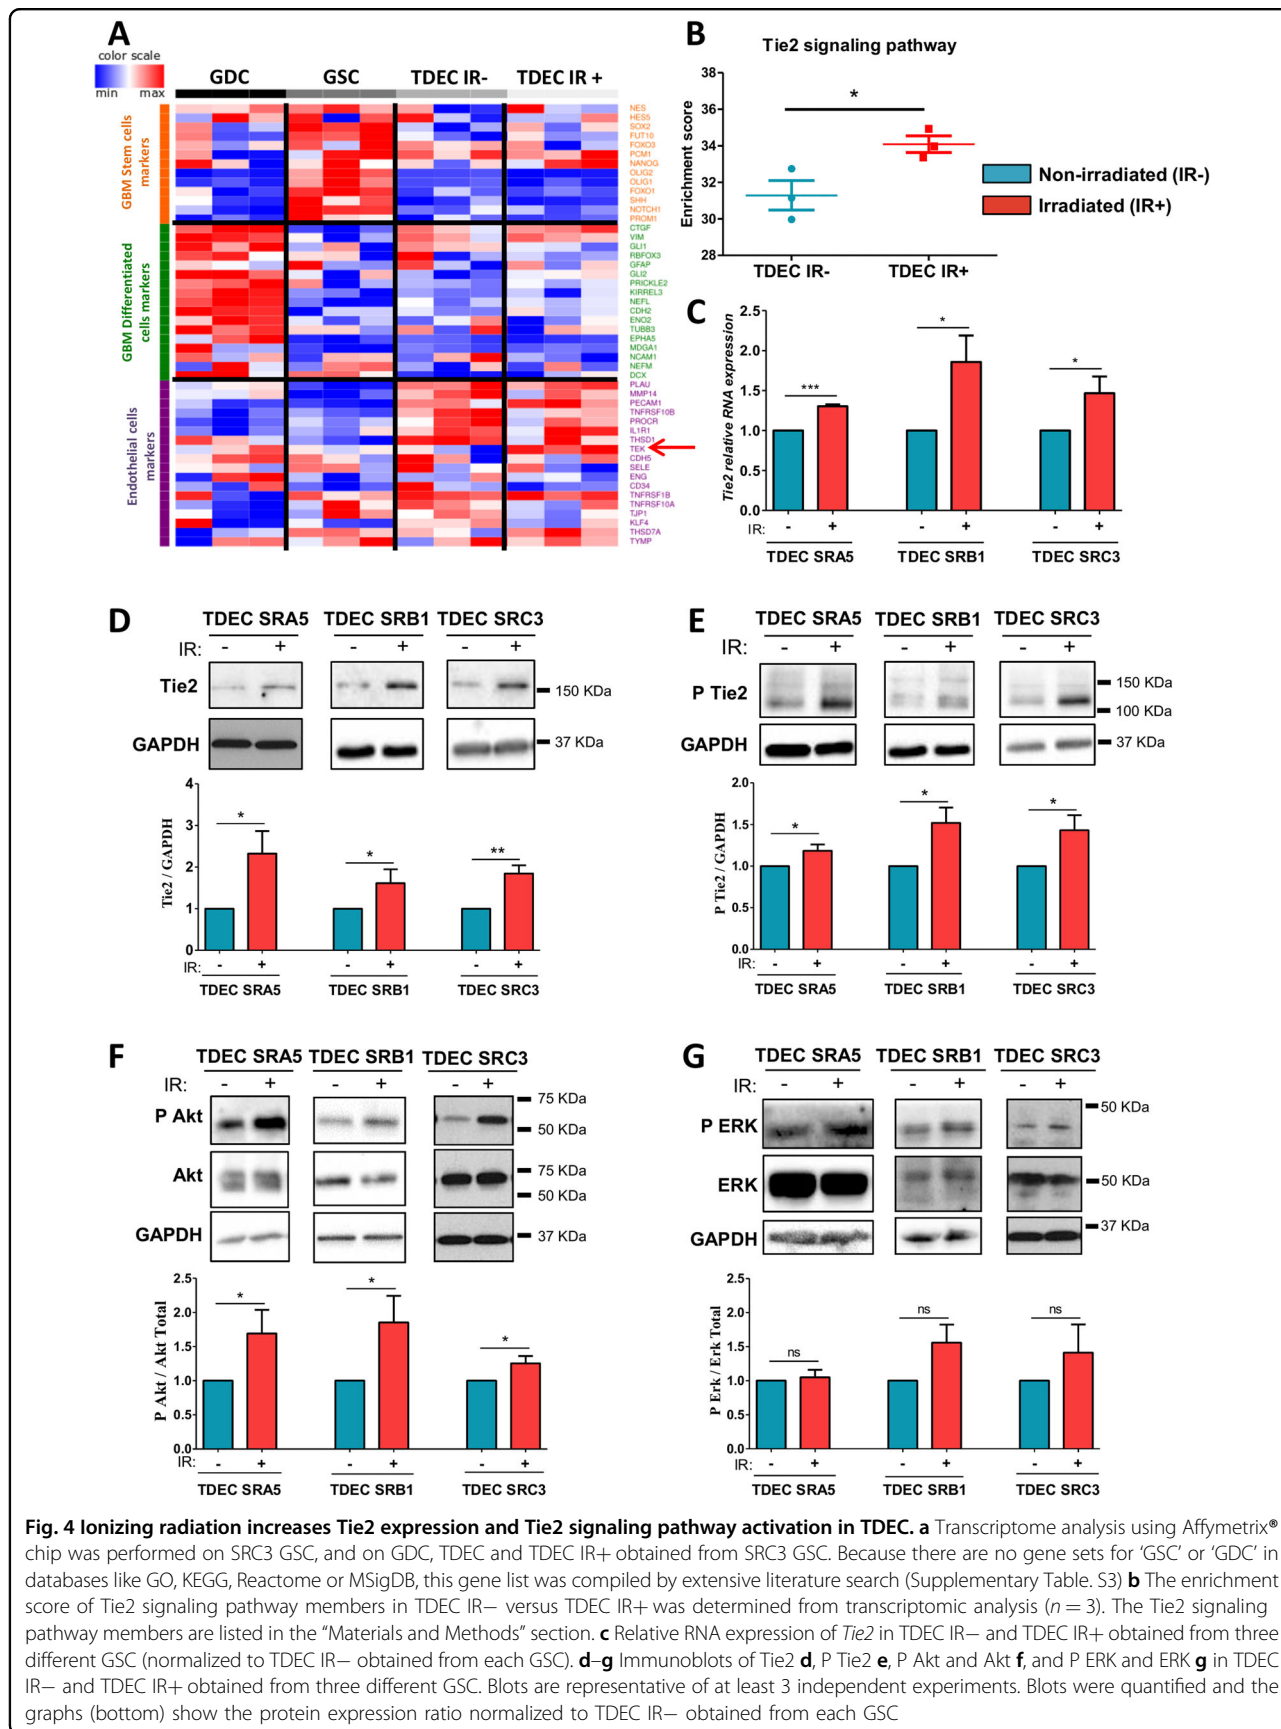 A
color scale
min max
GDC GSC TDEC IR- TDEC IR +
GBM Stem cells markers
NES
HES5
SOX2
FUT10
FOXO3
PCM1
NANOG
OLIG2
OLIG1
FOXO1
SHH
NOTCH1
PROM1
GBM Differentiated cells markers
CTGF
VIM
GLI1
RBFOX3
GFAP
GLI2
PRICKLE2
KIRREL3
NEFL
CDH2
ENO2
TUBB3
EPHA5
MDGA1
NCAM1
NEFM
DCX
Endothelial cells markers
PLAU
MMP14
PECAM1
TNFRSF10B
PROCR
IL1R1
THSD1
TEK
CDH5
SELE
ENG
CD34
TNFRSF1B
TNFRSF10A
TJP1
KLF4
THSD7A
TYMP
B
Tie2 signaling pathway
Enrichment score
38
36
34
32
30
28
*
TDEC IR- TDEC IR+
Non-irradiated (IR-)
Irradiated (IR+)
C
Tie2 relative RNA expression
2.5
2.0
1.5
1.0
0.5
0.0
*** * *
IR: - + - + - +
TDEC SRA5 TDEC SRB1 TDEC SRC3
D
TDEC SRA5 TDEC SRB1 TDEC SRC3
IR: - + - + - +
Tie2
150 KDa
GAPDH
37 KDa
Tie2 / GAPDH
4
3
2
1
0
* * **
IR: - + - + - +
TDEC SRA5 TDEC SRB1 TDEC SRC3
E
TDEC SRA5 TDEC SRB1 TDEC SRC3
IR: - + - + - +
P Tie2
150 KDa
100 KDa
GAPDH
37 KDa
P Tie2 / GAPDH
2.0
1.5
1.0
0.5
0.0
* * *
IR: - + - + - +
TDEC SRA5 TDEC SRB1 TDEC SRC3
F
TDEC SRA5 TDEC SRB1 TDEC SRC3
IR: - + - + - +
P Akt
75 KDa
50 KDa
Akt
75 KDa
50 KDa
GAPDH
37 KDa
P Akt / Akt Total
2.5
2.0
1.5
1.0
0.5
0.0
* * *
IR: - + - + - +
TDEC SRA5 TDEC SRB1 TDEC SRC3
G
TDEC SRA5 TDEC SRB1 TDEC SRC3
IR: - + - + - +
P ERK
50 KDa
ERK
50 KDa
GAPDH
37 KDa
P Erk / Erk Total
2.5
2.0
1.5
1.0
0.5
0.0
ns ns ns
IR: - + - + - +
TDEC SRA5 TDEC SRB1 TDEC SRC3
Fig. 4 Ionizing radiation increases Tie2 expression and Tie2 signaling pathway activation in TDEC. a Transcriptome analysis using Affymetrix®
chip was performed on SRC3 GSC, and on GDC, TDEC and TDEC IR+ obtained from SRC3 GSC. Because there are no gene sets for ‘GSC’ or ‘GDC’ in
databases like GO, KEGG, Reactome or MSigDB, this gene list was compiled by extensive literature search (Supplementary Table. S3) b The enrichment
score of Tie2 signaling pathway members in TDEC IR− versus TDEC IR+ was determined from transcriptomic analysis (n = 3). The Tie2 signaling
pathway members are listed in the “Materials and Methods” section. c Relative RNA expression of Tie2 in TDEC IR− and TDEC IR+ obtained from three
different GSC (normalized to TDEC IR− obtained from each GSC). d–g Immunoblots of Tie2 d, P Tie2 e, P Akt and Akt f, and P ERK and ERK g in TDEC
IR− and TDEC IR+ obtained from three different GSC. Blots are representative of at least 3 independent experiments. Blots were quantified and the
graphs (bottom) show the protein expression ratio normalized to TDEC IR− obtained from each GSC